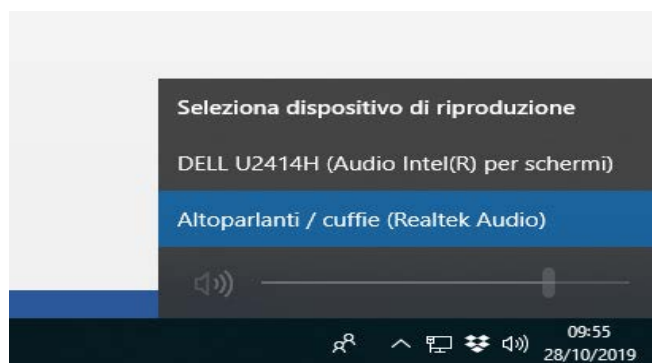 Seleziona dispositivo di riproduzione
DELL U2414H (Audio Intel(R) per schermi)
Altoparlanti / cuffie (Realtek Audio)
09:55
28/10/2019